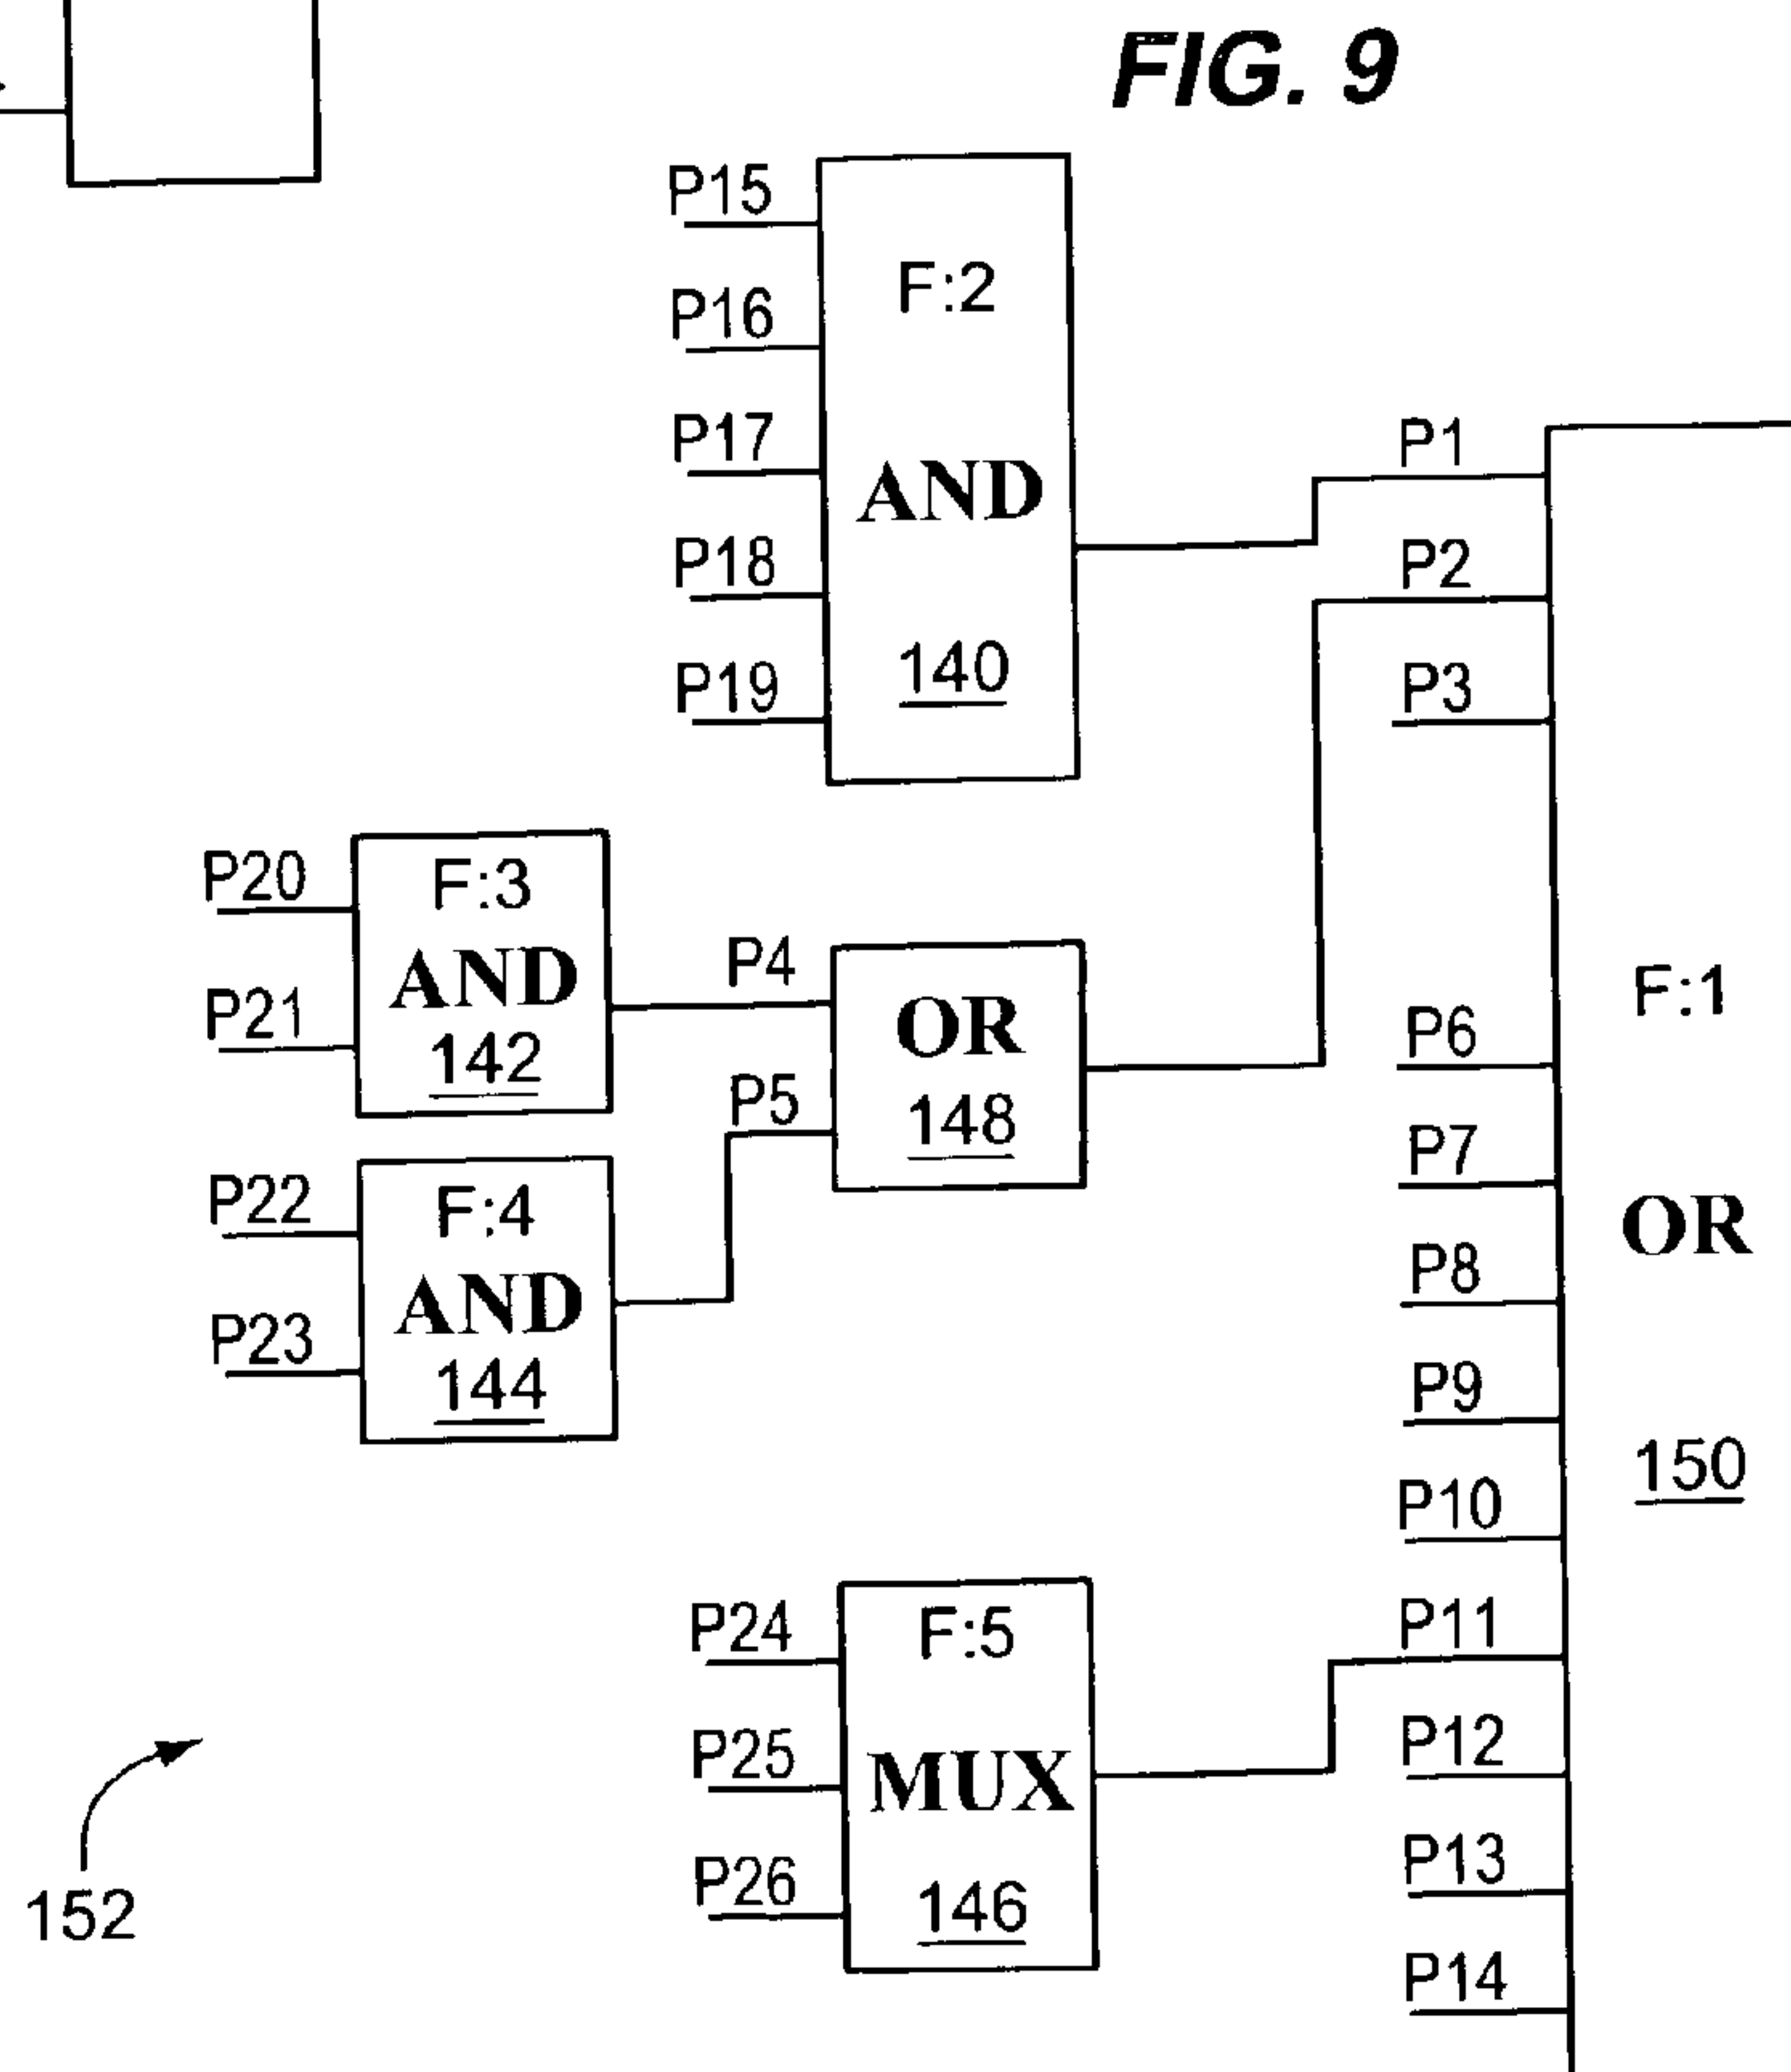 FIG. 9
P15
P16
P17
P18
P19
F:2
AND
140
P1
P2
P3
P20
P21
F:3
AND
142
P4
P5
OR
148
P22
P23
F:4
AND
144
P6
P7
P8
P9
P10
P11
P12
P13
P14
F:1
OR
150
P24
P25
P26
F:5
MUX
146
152